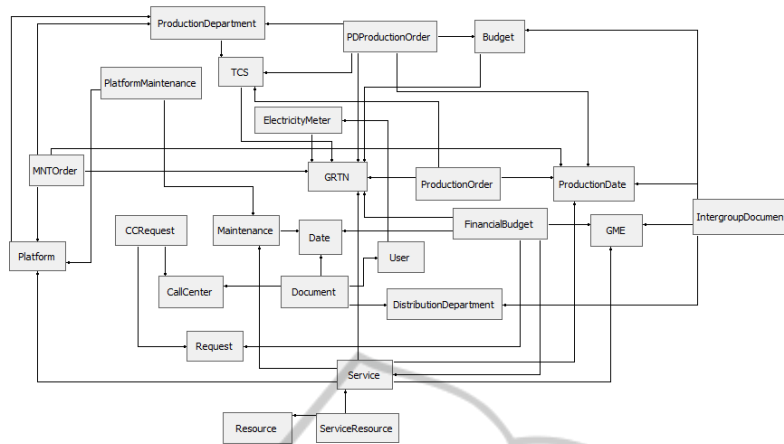 ProductionDepartment
PDProductionOrder
Budget
TCS
PlatformMaintenance
ElectricityMeter
MNTOrder
GRTN
ProductionOrder
ProductionDate
IntergroupDocument
CCRequest
Maintenance
Date
FinancialBudget
GME
Platform
User
CallCenter
Document
DistributionDepartment
Request
Service
Resource
ServiceResource